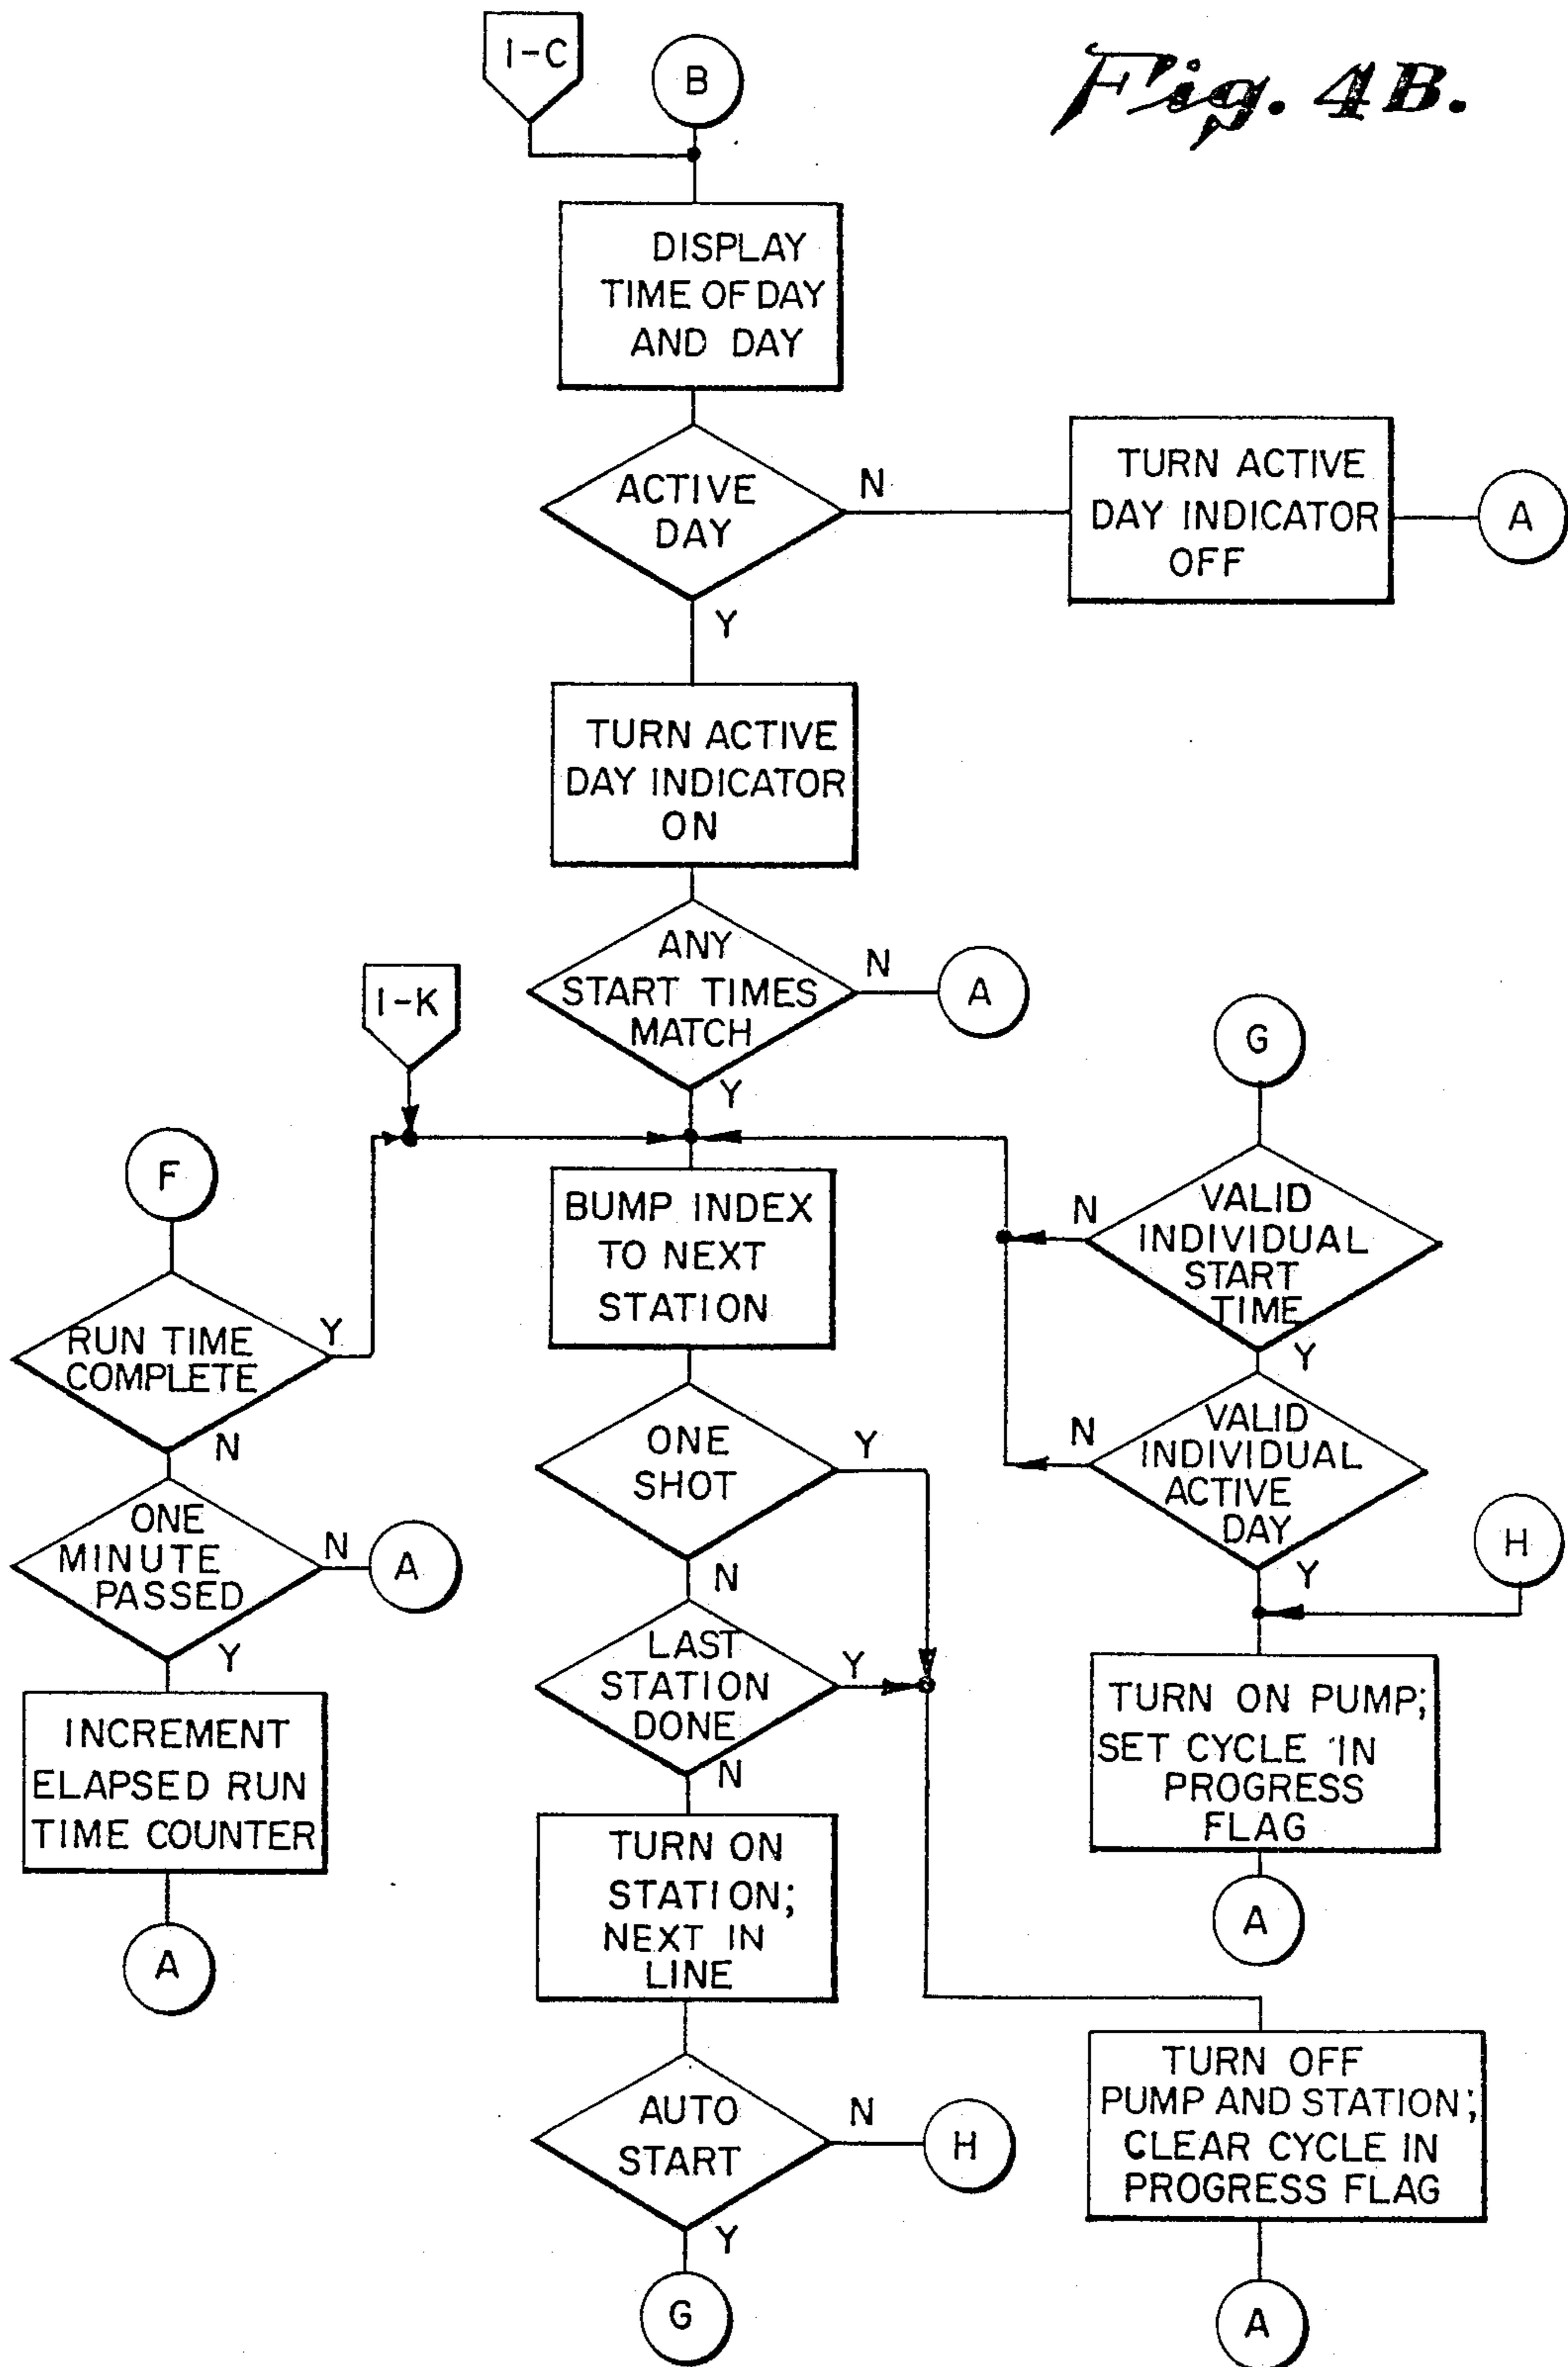 1-C
B
Fig. 4B.
DISPLAY
TIME OF DAY
AND DAY
ACTIVE
DAY
N
TURN ACTIVE
DAY INDICATOR
OFF
A
Y
TURN ACTIVE
DAY INDICATOR
ON
ANY
START TIMES
MATCH
N
A
Y
1-K
G
F
BUMP INDEX
TO NEXT
STATION
N
VALID
INDIVIDUAL
START
TIME
Y
RUN TIME
COMPLETE
Y
N
ONE
SHOT
Y
N
N
VALID
INDIVIDUAL
ACTIVE
DAY
Y
H
ONE
MINUTE
PASSED
N
A
Y
LAST
STATION
DONE
Y
N
TURN ON PUMP;
SET CYCLE IN
PROGRESS
FLAG
A
INCREMENT
ELAPSED RUN
TIME COUNTER
A
TURN ON
STATION;
NEXT IN
LINE
AUTO
START
N
H
Y
G
TURN OFF
PUMP AND STATION;
CLEAR CYCLE IN
PROGRESS FLAG
A